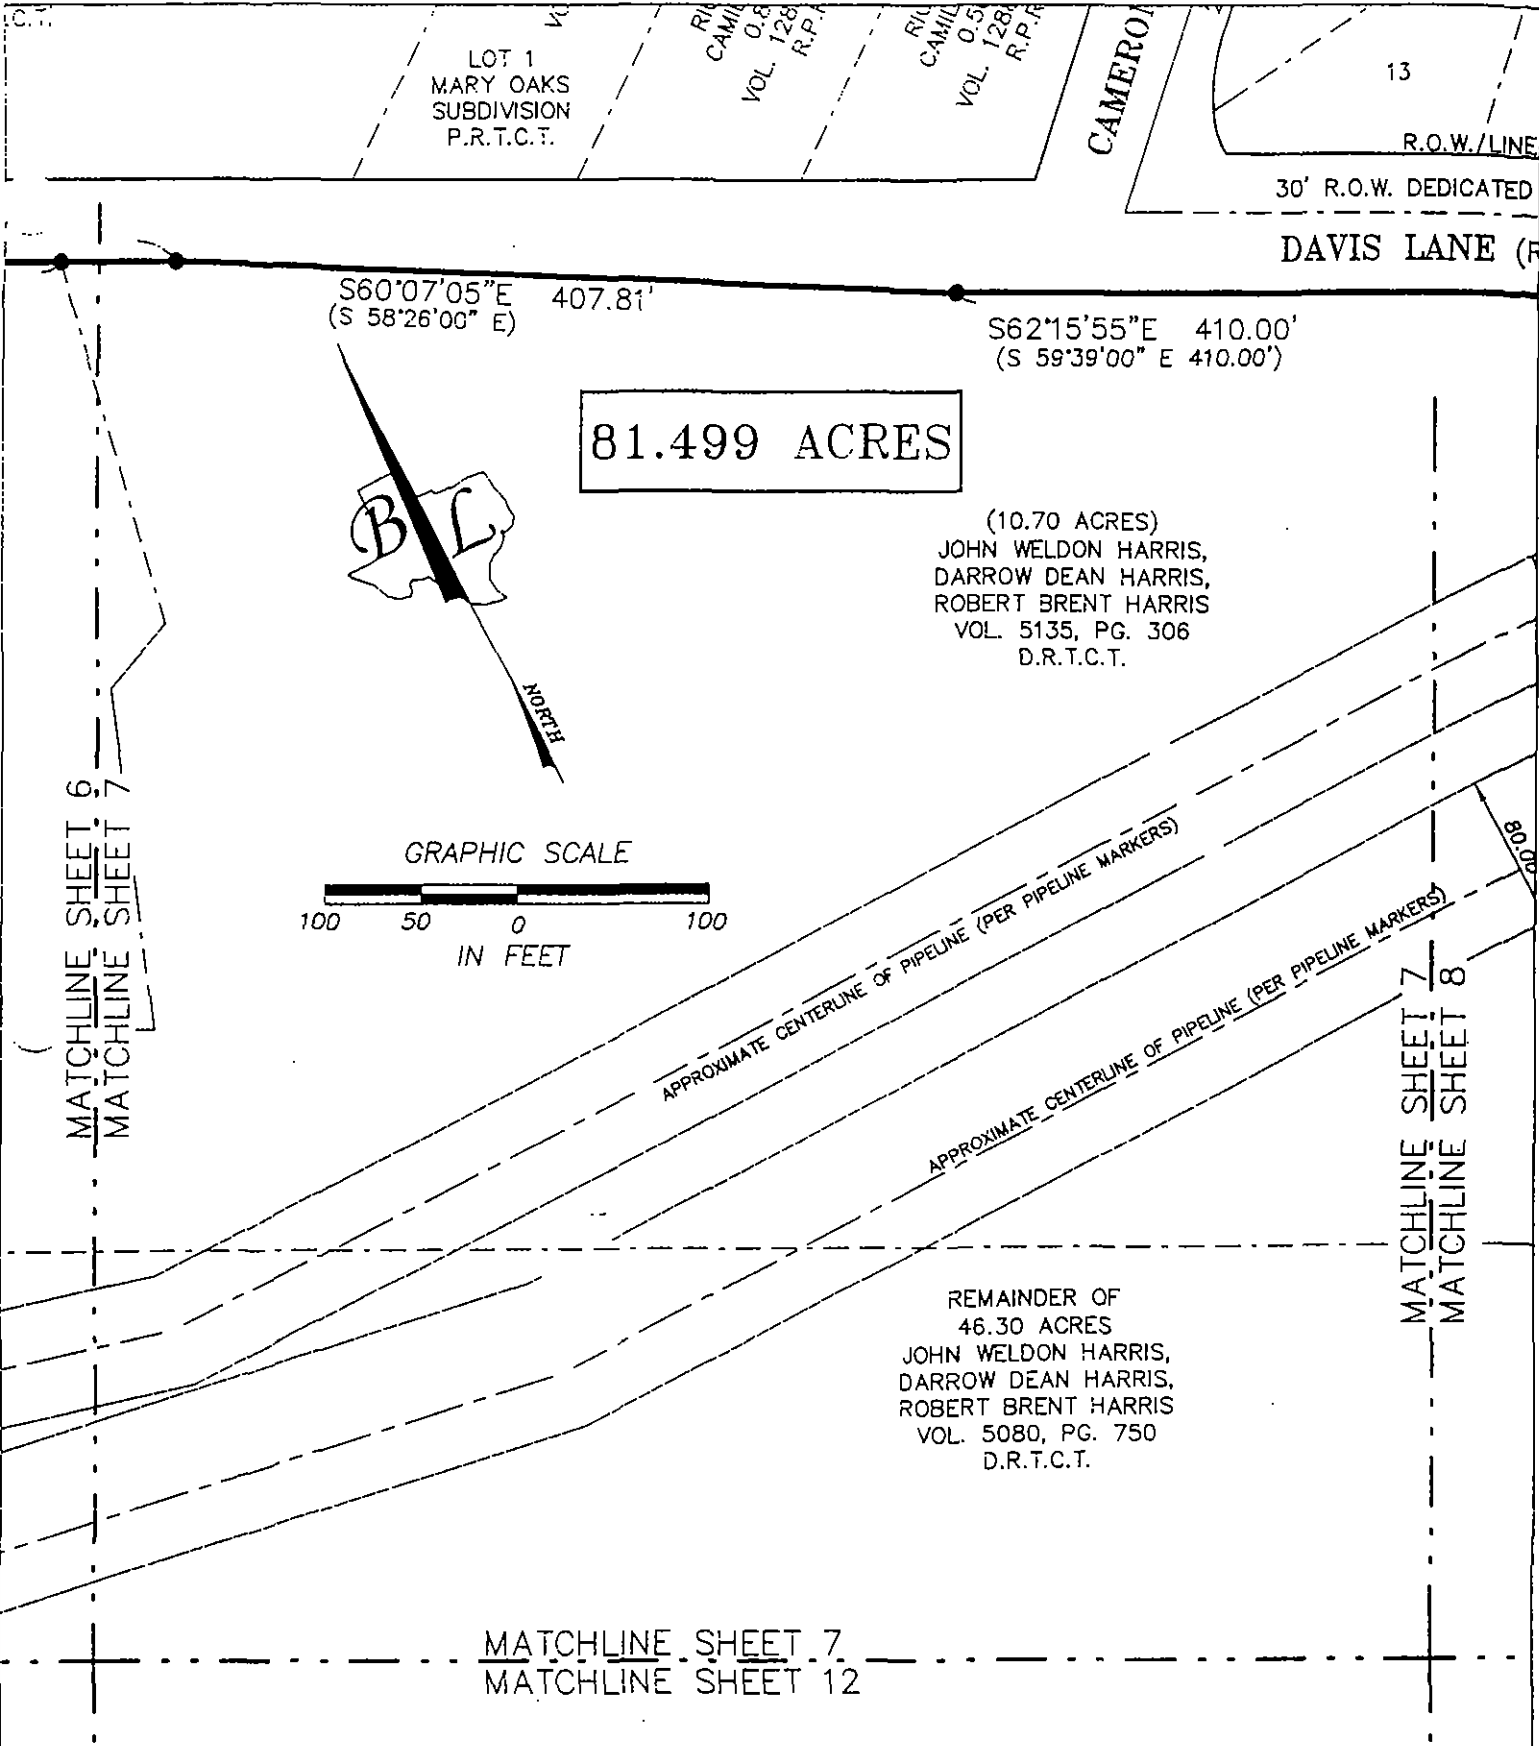 C.T.
LOT 1
MARY OAKS
SUBDIVISION
P.R.T.C.T.
VOL. 128
R.P.R
VOL. 128
R.P.R
CAMERON
13
R.O.W./LINE
30' R.O.W. DEDICATED
DAVIS LANE (R
S60°07'05"E 407.81'
(S 58°26'00" E)
S62°15'55"E 410.00'
(S 59°39'00" E 410.00')
81.499 ACRES
B L
NORTH
(10.70 ACRES)
JOHN WELDON HARRIS,
DARROW DEAN HARRIS,
ROBERT BRENT HARRIS
VOL. 5135, PG. 306
D.R.T.C.T.
MATCHLINE SHEET 6
MATCHLINE SHEET 7
GRAPHIC SCALE
100 50 0 100
IN FEET
APPROXIMATE CENTERLINE OF PIPELINE (PER PIPELINE MARKERS)
APPROXIMATE CENTERLINE OF PIPELINE (PER PIPELINE MARKERS)
80.00
MATCHLINE SHEET 7
MATCHLINE SHEET 8
REMAINDER OF
46.30 ACRES
JOHN WELDON HARRIS,
DARROW DEAN HARRIS,
ROBERT BRENT HARRIS
VOL. 5080, PG. 750
D.R.T.C.T.
MATCHLINE SHEET 7
MATCHLINE SHEET 12